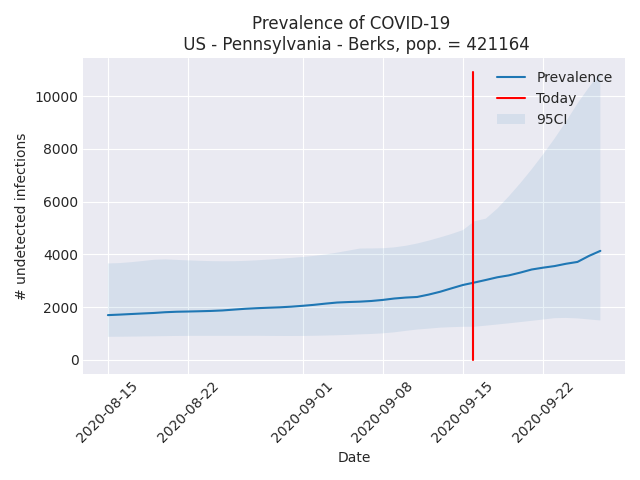 Prevalence of COVID-19
US - Pennsylvania - Berks, pop. = 421164
Prevalence
Today
95CI
# undetected infections
10000
8000
6000
4000
2000
0
2020-08-15
2020-08-22
2020-09-01
2020-09-08
2020-09-15
2020-09-22
Date